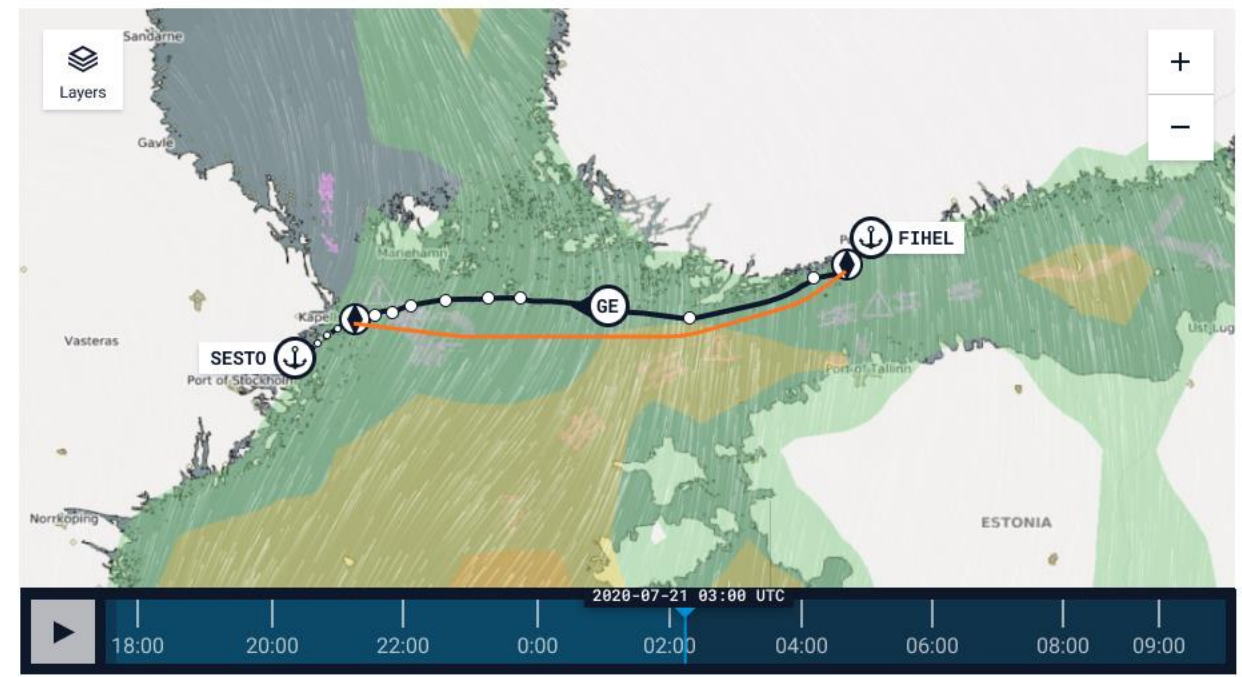 Sandarne
Layers
+
−
Gavle
FIHEL
Mariehamn
GE
Kapell
Ust Lug
Vasteras
SESTO
Port of Stockholm
Port of Tallinn
Norrkoping
ESTONIA
2020-07-21 03:00 UTC
18:00 20:00 22:00 0:00 02:00 04:00 06:00 08:00 09:00